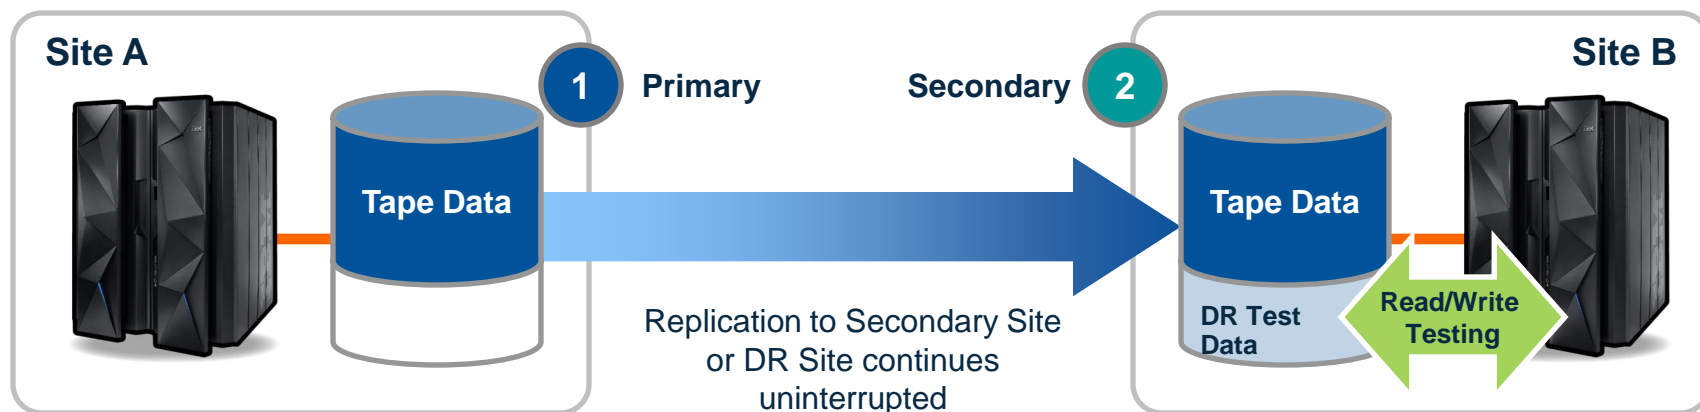 Site A
Site B
1
Primary
Secondary
2
Tape Data
Tape Data
Replication to Secondary Site
or DR Site continues
uninterrupted
DR Test
Data
Read/Write
Testing